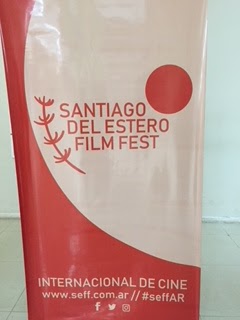 SANTIAGO
DEL ESTERO
FILM FEST
INTERNACIONAL DE CINE
www.seff.com.ar // #seffAR